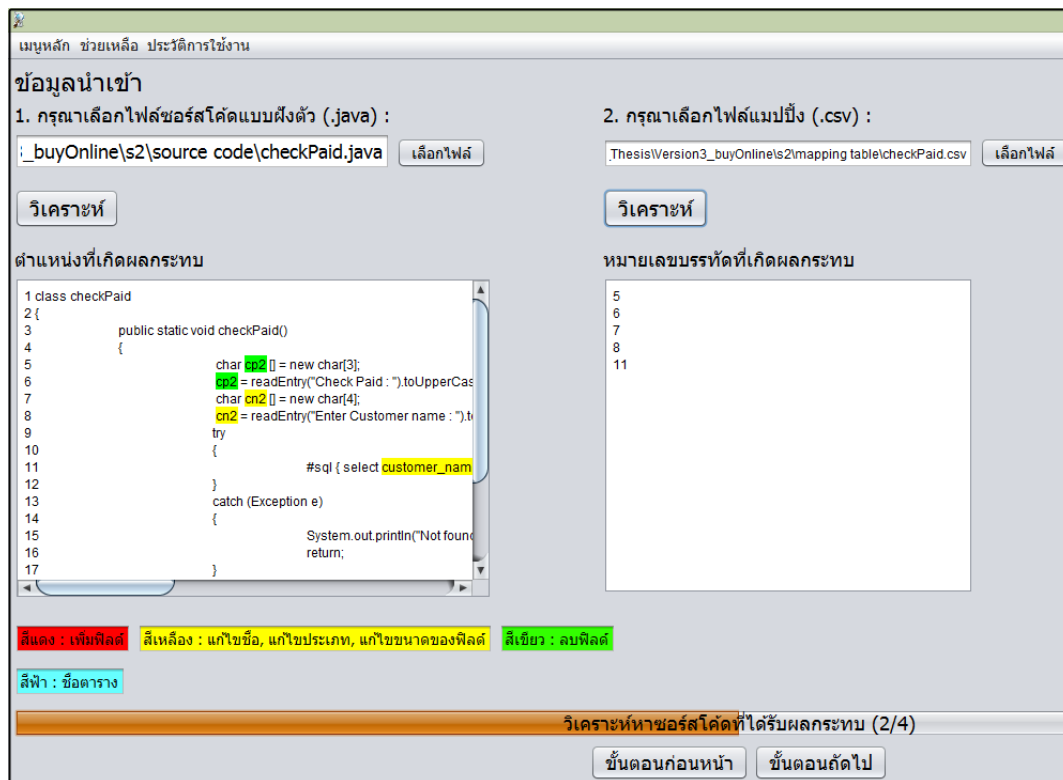 เมนูหลัก ช่วยเหลือ ประวัติการใช้งาน
ข้อมูลนำเข้า
1. กรุณาเลือกไฟล์ซอร์สโค้ดแบบฝังตัว (.java) :
_buyOnline\s2\source code\checkPaid.java เลือกไฟล์
วิเคราะห์
ตำแหน่งที่เกิดผลกระทบ
1 class checkPaid
2 {
3 public static void checkPaid()
4 {
5 char cp2 [] = new char[3];
6 cp2 = readEntry("Check Paid : ").toUpperCas
7 char cn2 [] = new char[4];
8 cn2 = readEntry("Enter Customer name : ").t
9 try
10 {
11 #sql { select customer_nam
12 }
13 catch (Exception e)
14 {
15 System.out.println("Not foun
16 return;
17 }
2. กรุณาเลือกไฟล์แมปปิ้ง (.csv) :
_Thesis\Version3_buyOnline\s2\mapping table\checkPaid.csv เลือกไฟล์
วิเคราะห์
หมายเลขบรรทัดที่เกิดผลกระทบ
5
6
7
8
11
สีแดง : เพิ่มฟิลด์ สีเหลือง : แก้ไขชื่อ, แก้ไขประเภท, แก้ไขขนาดของฟิลด์ สีเขียว : ลบฟิลด์
สีฟ้า : ชื่อตาราง
วิเคราะห์หาซอร์สโค้ดที่ได้รับผลกระทบ (2/4)
ขั้นตอนก่อนหน้า ขั้นตอนถัดไป